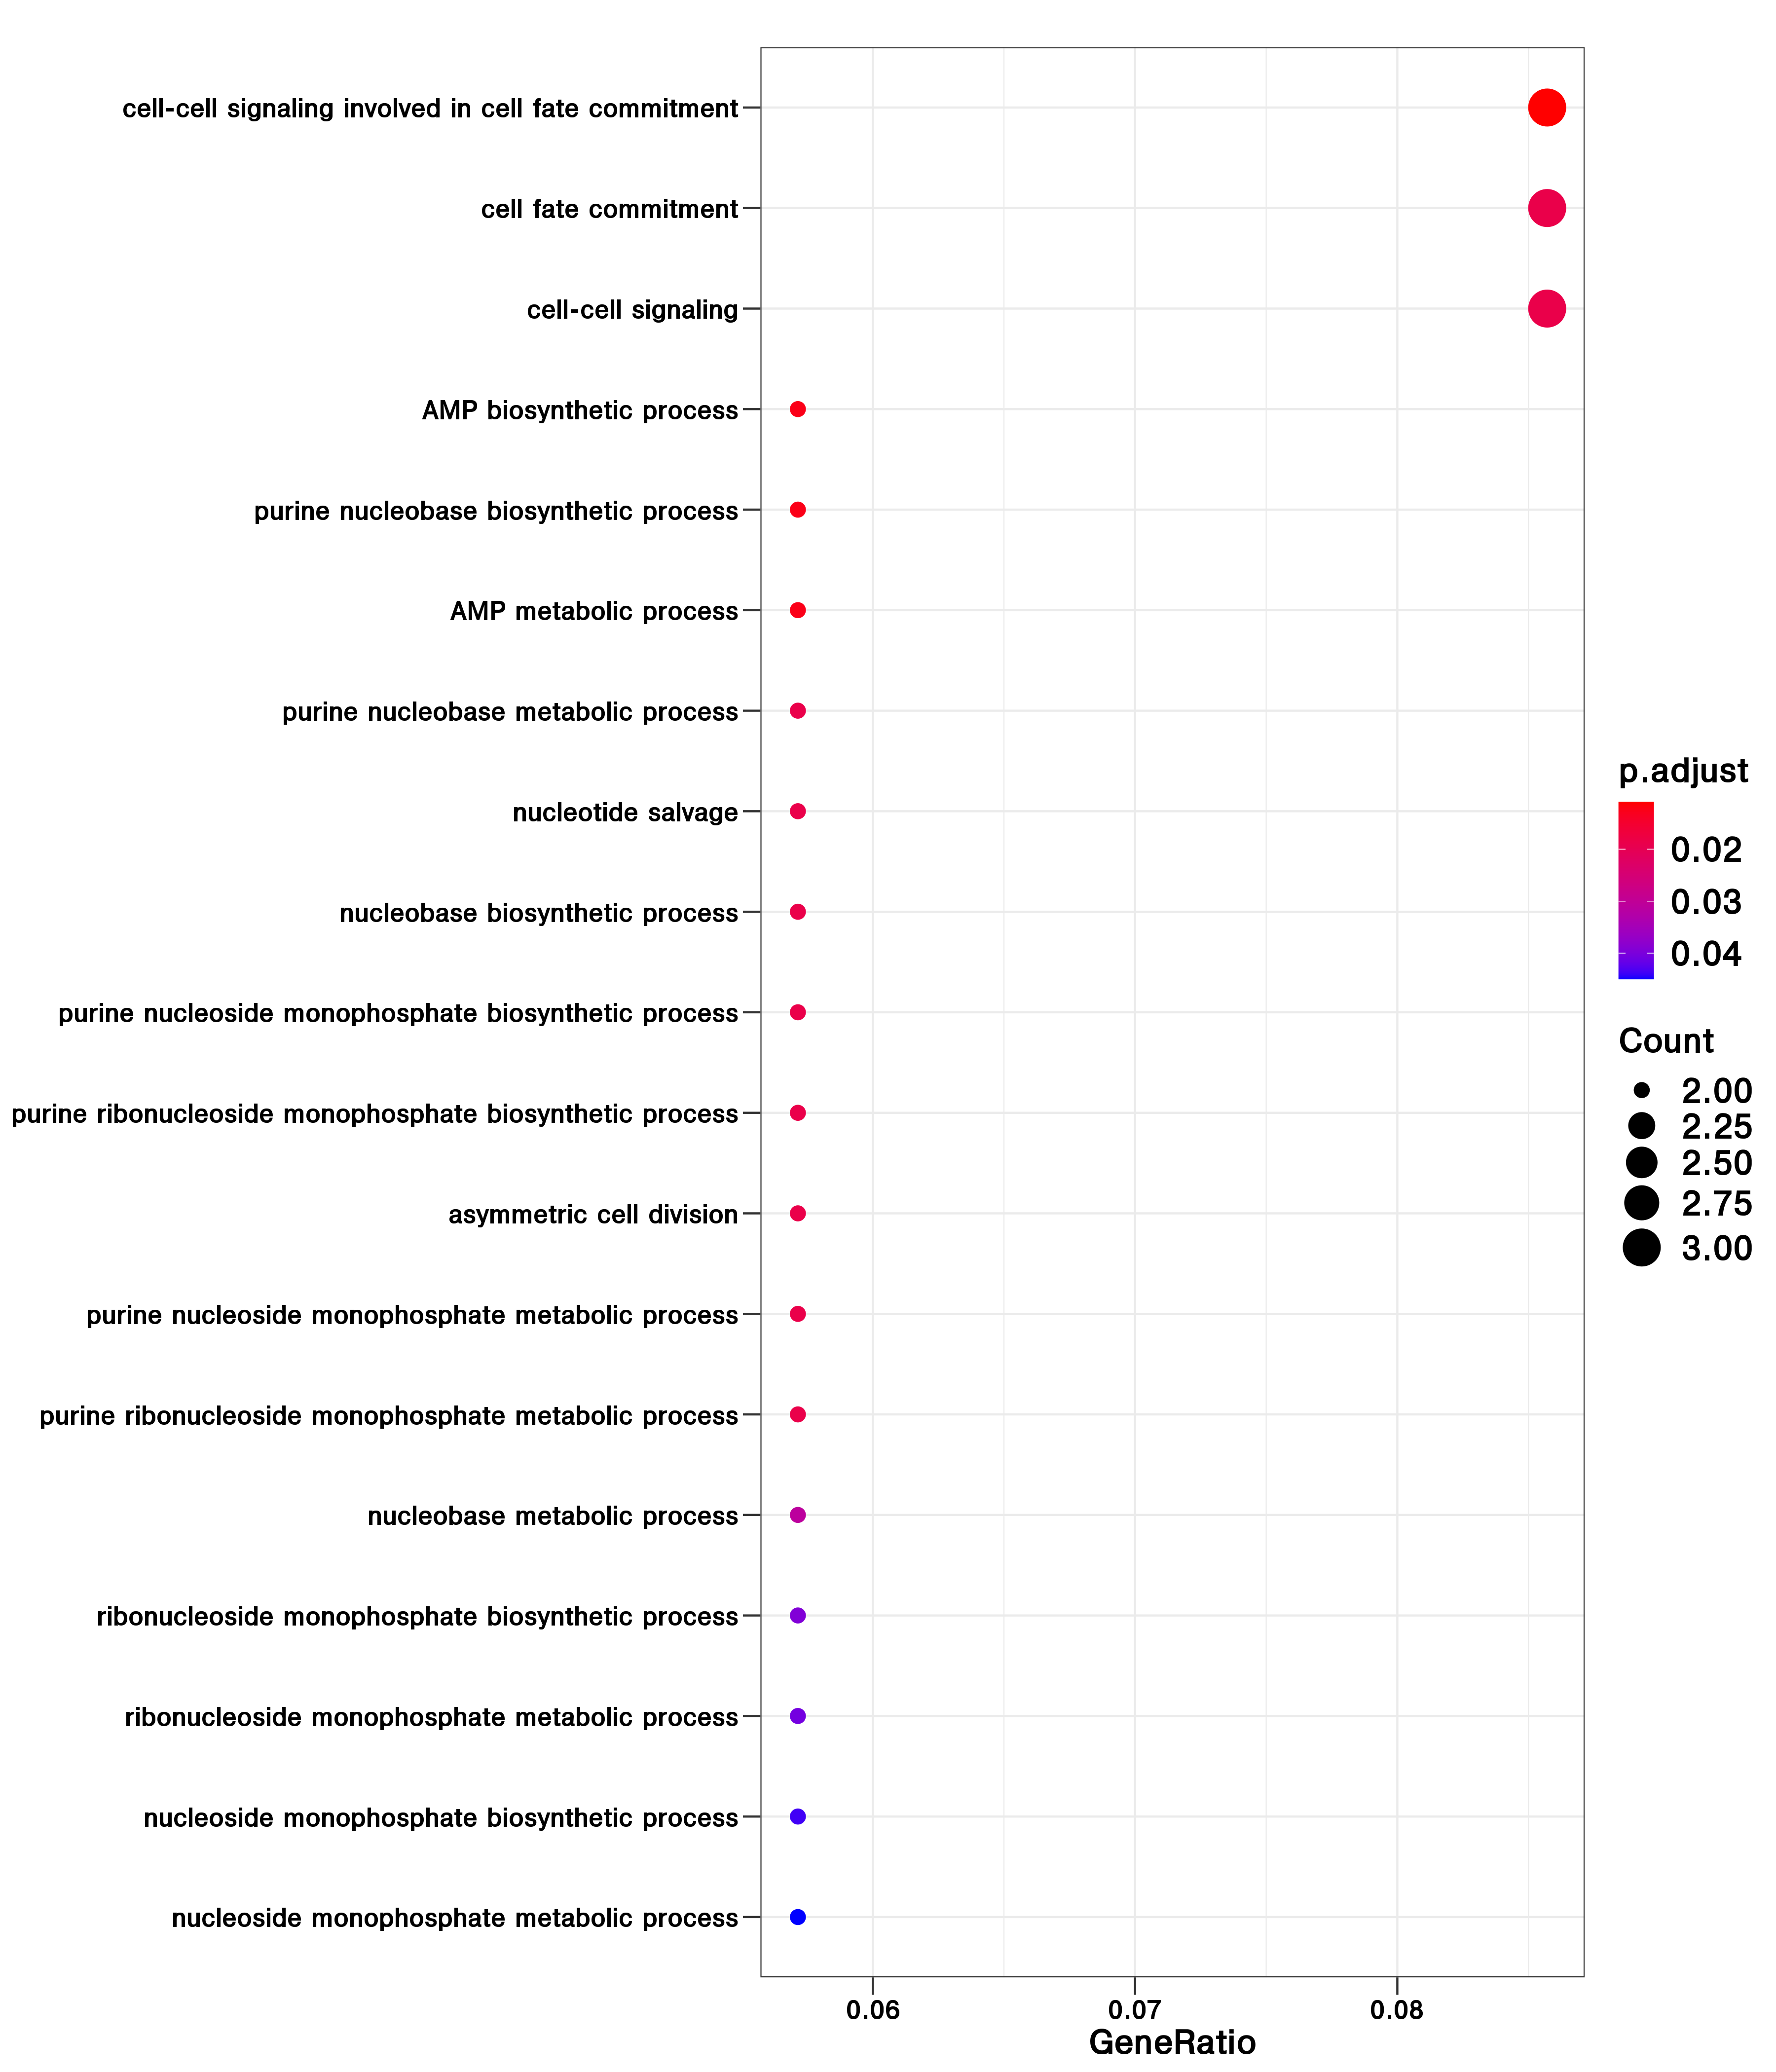 cell-cell signaling involved in cell fate commitment
cell fate commitment
cell-cell signaling
AMP biosynthetic process
purine nucleobase biosynthetic process
AMP metabolic process
purine nucleobase metabolic process
nucleotide salvage
nucleobase biosynthetic process
purine nucleoside monophosphate biosynthetic process
purine ribonucleoside monophosphate biosynthetic process
asymmetric cell division
purine nucleoside monophosphate metabolic process
purine ribonucleoside monophosphate metabolic process
nucleobase metabolic process
ribonucleoside monophosphate biosynthetic process
ribonucleoside monophosphate metabolic process
nucleoside monophosphate biosynthetic process
nucleoside monophosphate metabolic process
0.06 0.07 0.08
GeneRatio
p.adjust
0.02
0.03
0.04
Count
2.00
2.25
2.50
2.75
3.00